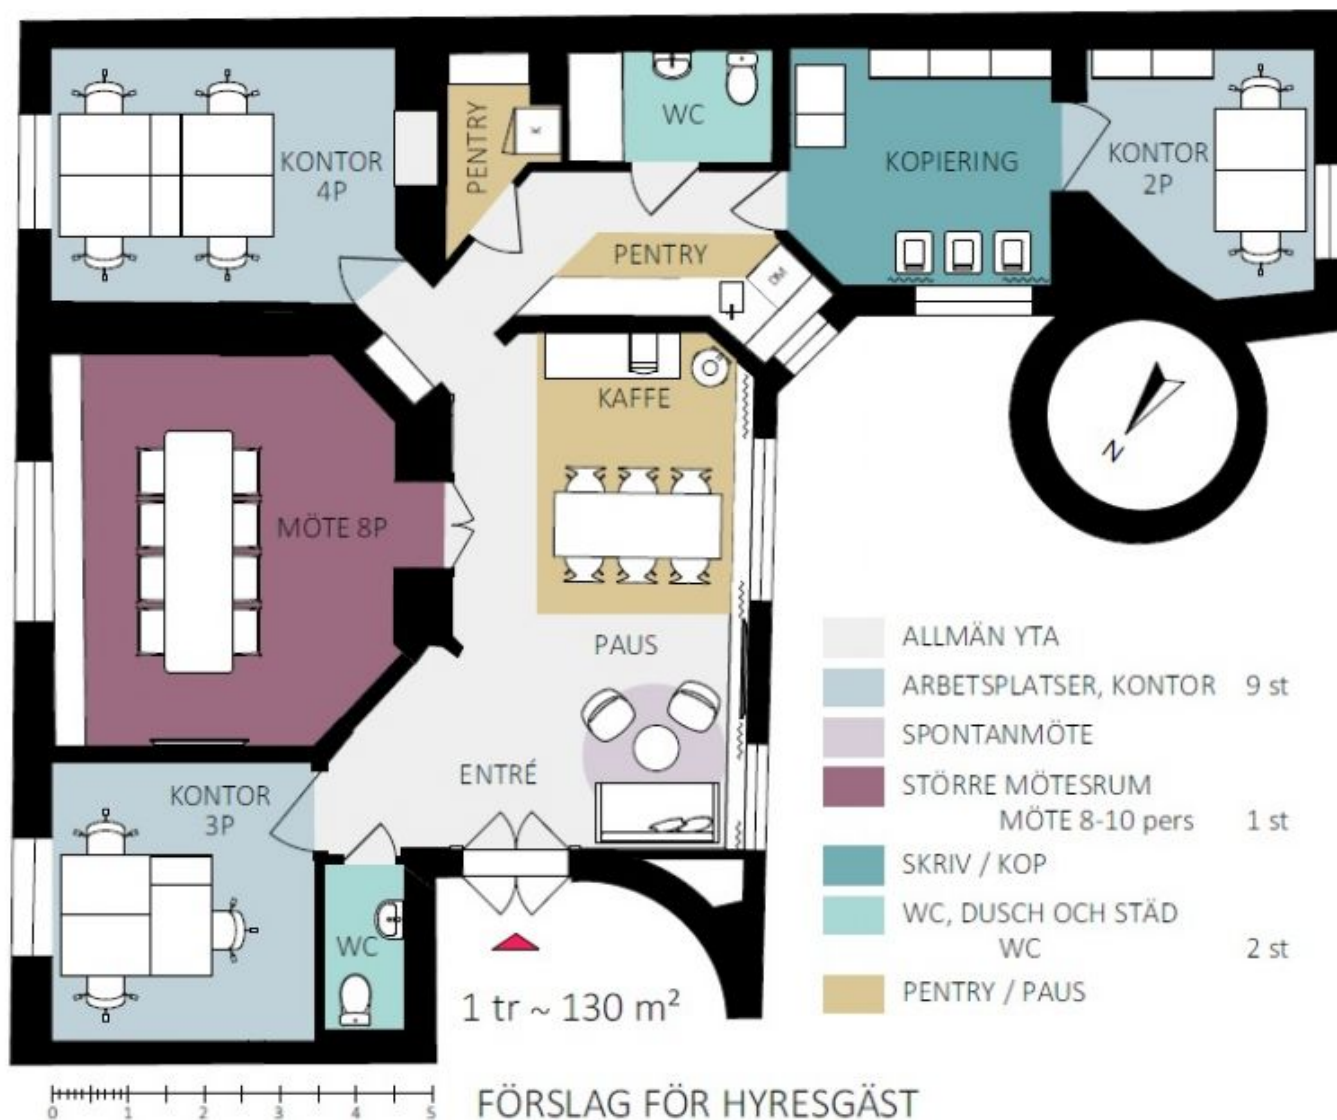 KONTOR
4P
PENTRY
K
WC
KOPIERING
KONTOR
2P
PENTRY
DM
KAFFE
N
MÖTE 8P
PAUS
ENTRÉ
KONTOR
3P
WC
1 tr ~ 130 m²
ALLMÄN YTA
ARBETSPLATSER, KONTOR 9 st
SPONTANMÖTE
STÖRRE MÖTESRUM
MÖTE 8-10 pers 1 st
SKRIV / KOP
WC, DUSCH OCH STÄD
WC 2 st
PENTRY / PAUS
0 1 2 3 4 5
FÖRSLAG FÖR HYRESGÄST